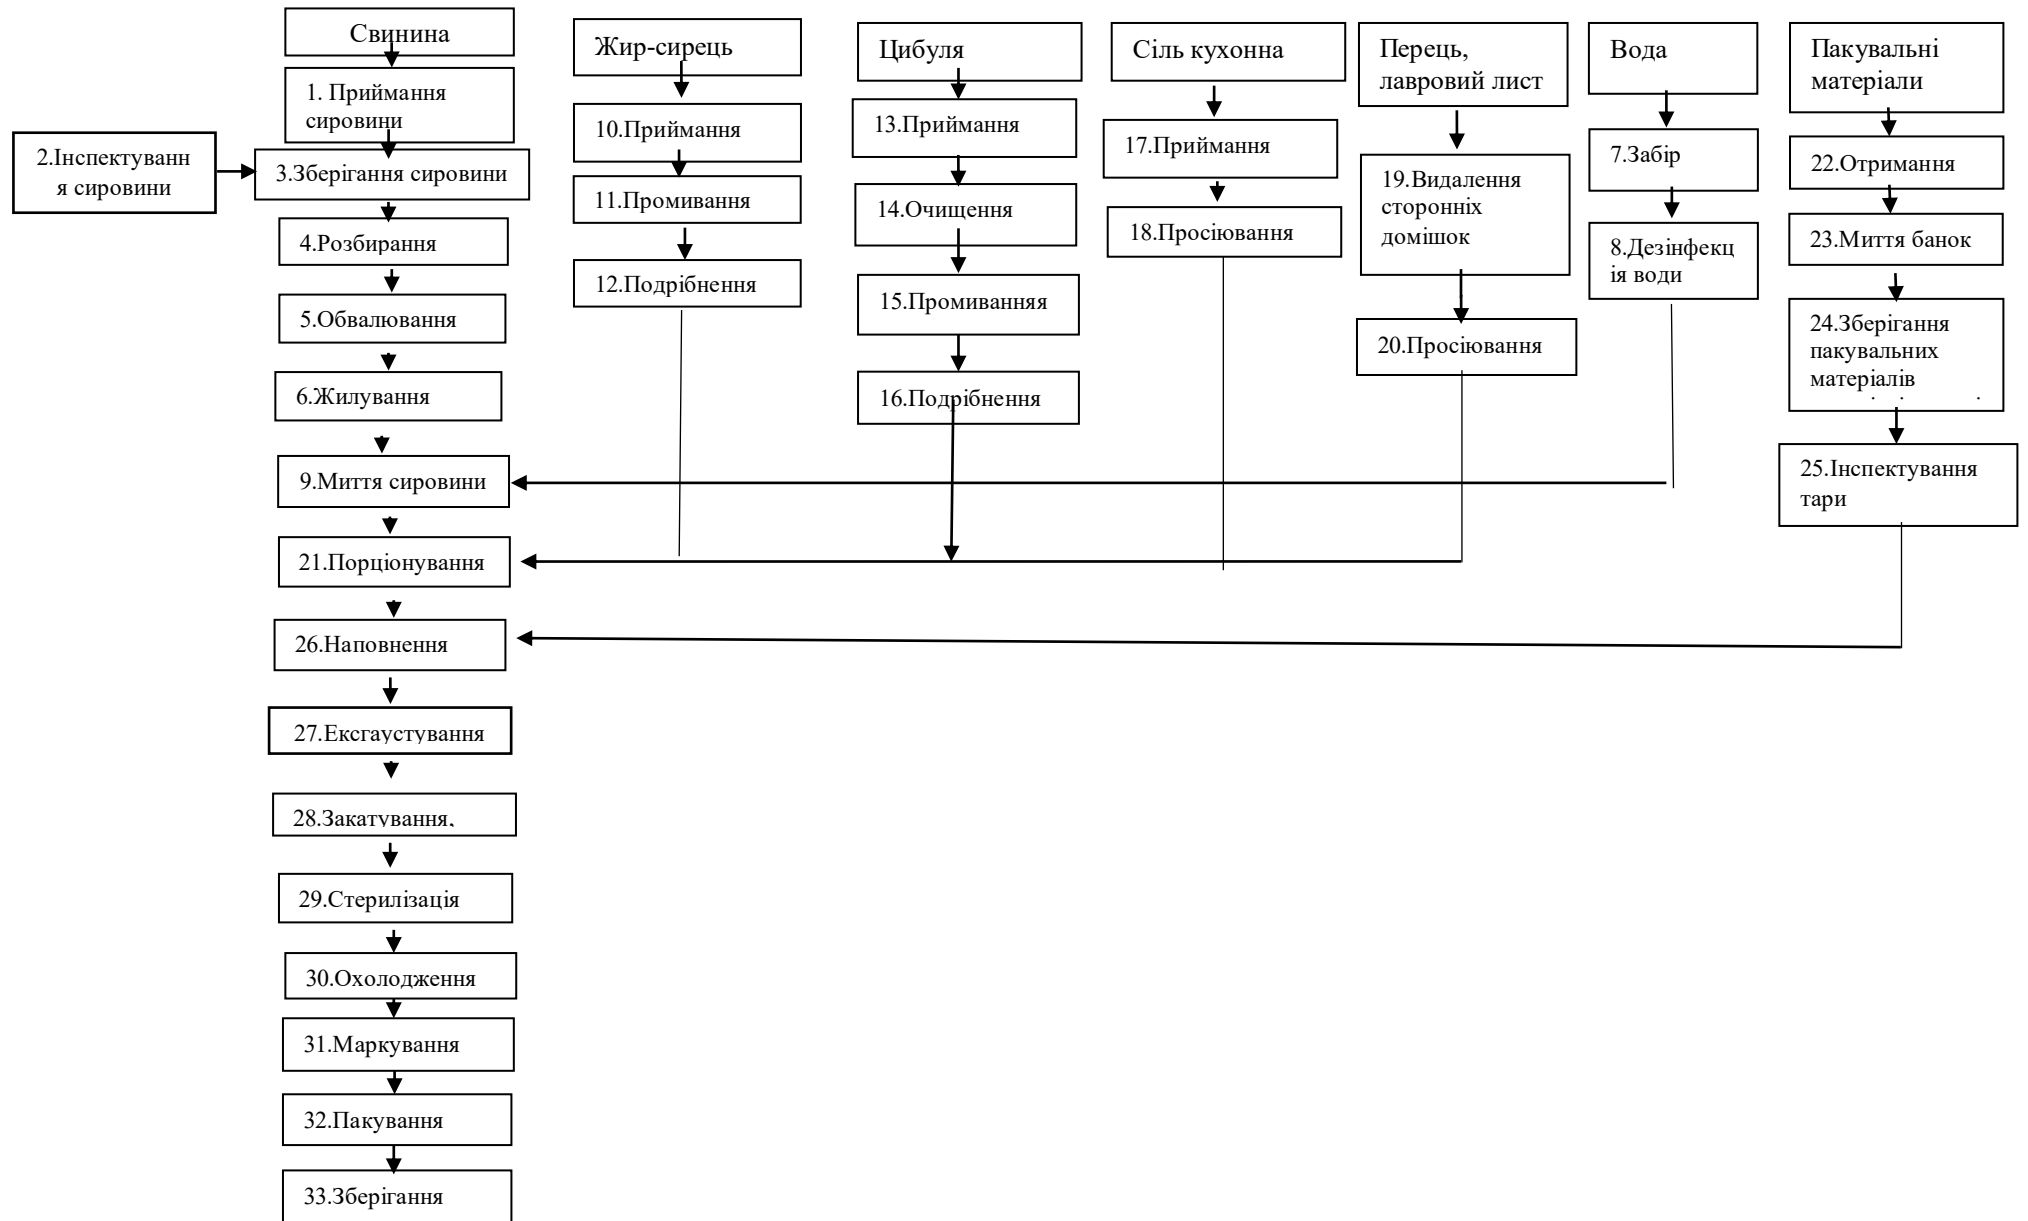 Свинина
Жир-сирець
Цибуля
Сіль кухонна
Перець,
лавровий лист
Вода
Пакувальні
матеріали
1. Приймання
сировини
2.Інспектуванн
я сировини
3.Зберігання сировини
4.Розбирання
5.Обвалювання
6.Жилування
9.Миття сировини
21.Порціонування
26.Наповнення
27.Ексгаустування
28.Закатування,
29.Стерилізація
30.Охолодження
31.Маркування
32.Пакування
33.Зберігання
10.Приймання
11.Промивання
12.Подрібнення
13.Приймання
14.Очищення
15.Промиванняя
16.Подрібнення
17.Приймання
18.Просіювання
19.Видалення
сторонніх
домішок
20.Просіювання
7.Забір
8.Дезінфекц
ія води
22.Отримання
23.Миття банок
24.Зберігання
пакувальних
матеріалів
25.Інспектування
тари